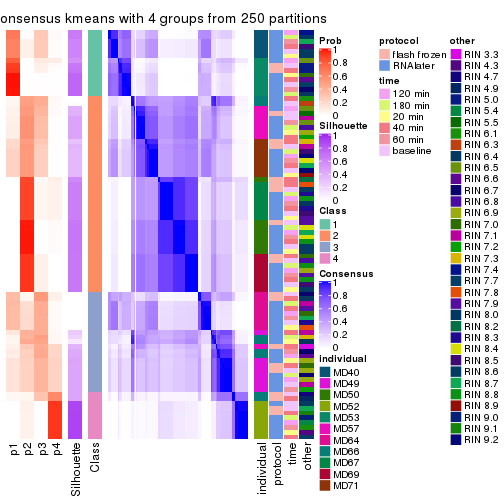 onsensus kmeans with 4 groups from 250 partitions
Prob
1
0.8
0.6
0.4
0.2
0
Silhouette
1
0.8
0.6
0.4
0.2
0
Class
1
2
3
4
Consensus
1
0.8
0.6
0.4
0.2
0
individual
MD40
MD49
MD50
MD52
MD53
MD57
MD64
MD66
MD67
MD69
MD71
protocol
flash frozen
RNAlater
time
120 min
180 min
20 min
40 min
60 min
baseline
other
RIN 3.3
RIN 4.3
RIN 4.7
RIN 4.9
RIN 5.0
RIN 5.4
RIN 5.5
RIN 6.1
RIN 6.3
RIN 6.4
RIN 6.5
RIN 6.6
RIN 6.7
RIN 6.8
RIN 6.9
RIN 7.0
RIN 7.1
RIN 7.2
RIN 7.3
RIN 7.4
RIN 7.7
RIN 7.8
RIN 7.9
RIN 8.0
RIN 8.2
RIN 8.3
RIN 8.4
RIN 8.5
RIN 8.6
RIN 8.7
RIN 8.8
RIN 8.9
RIN 9.0
RIN 9.1
RIN 9.2
p1
p2
p3
p4
Silhouette
Class
individual
protocol
time
other